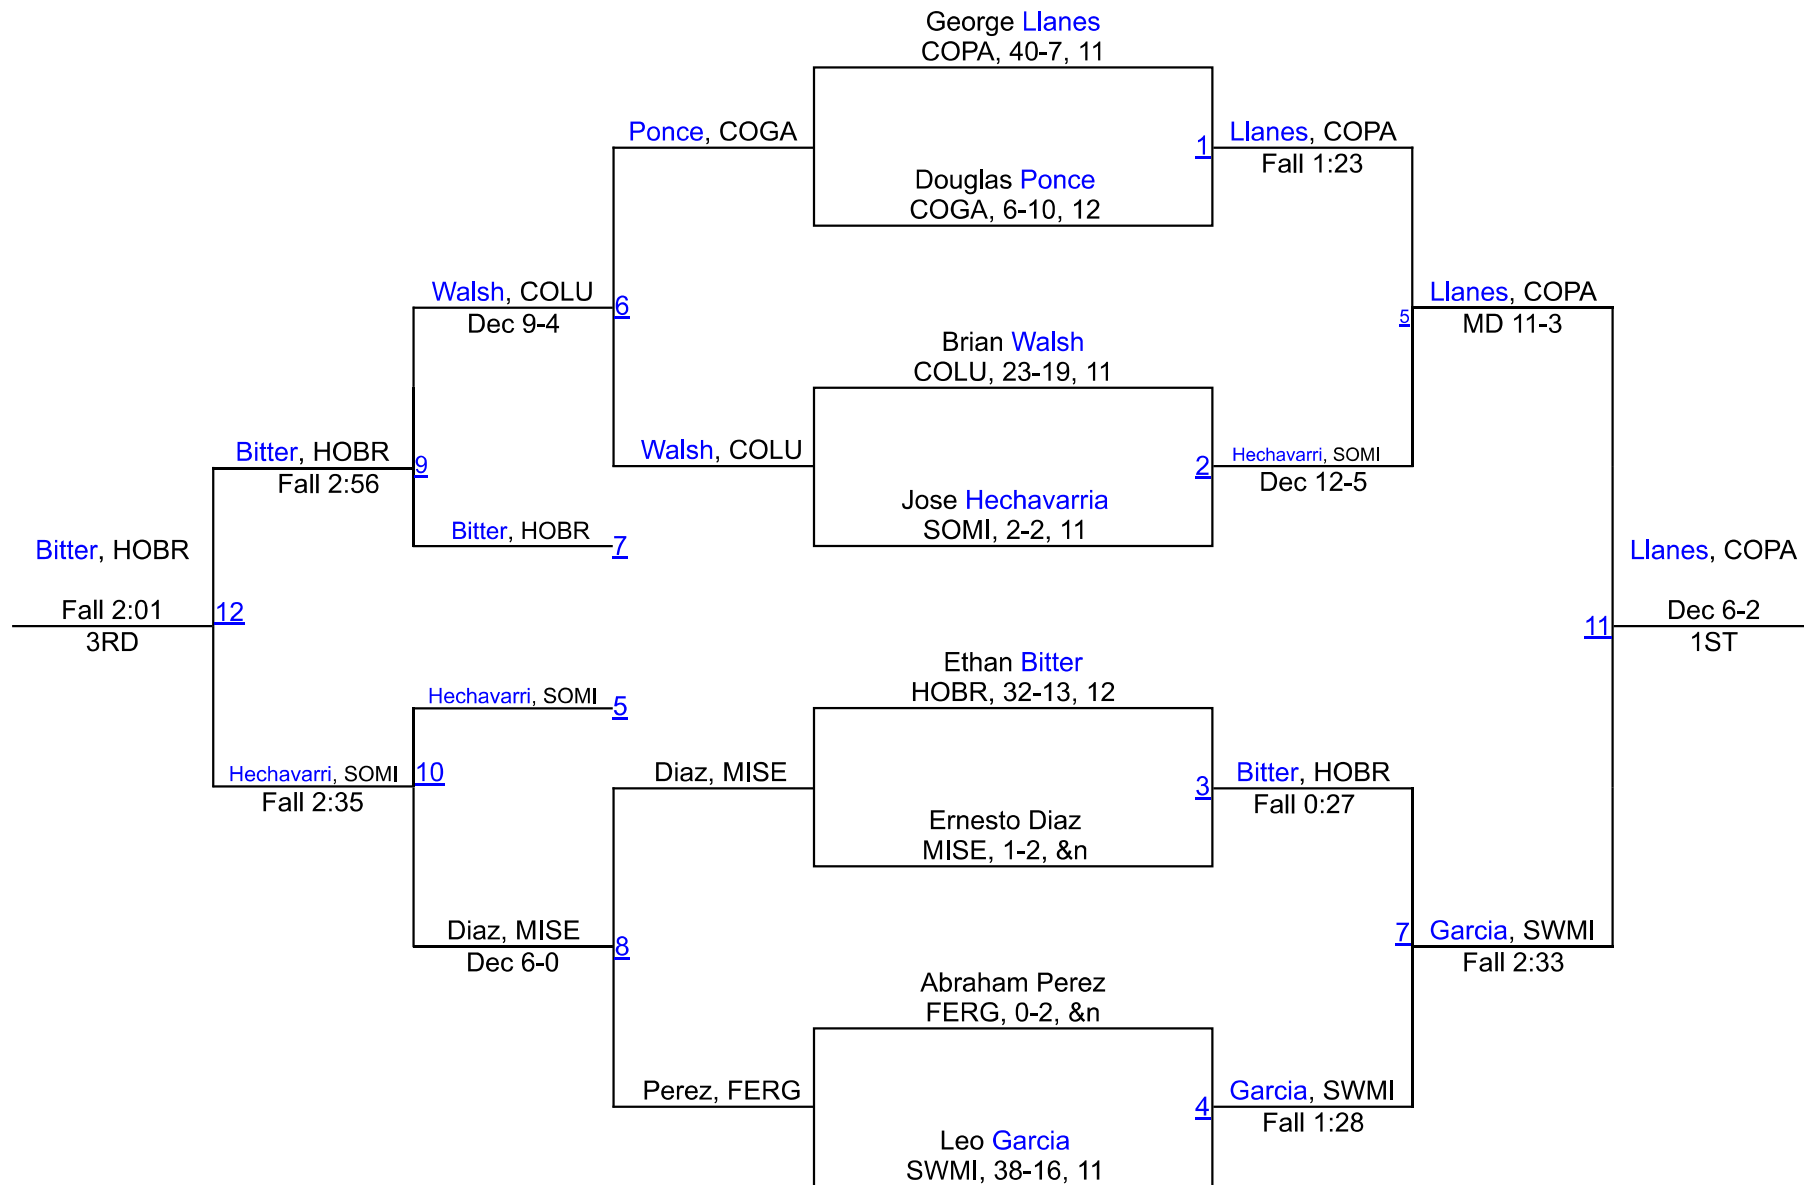 George Llanes
COPA, 40-7, 11
Ponce, COGA
1
Llanes, COPA
Fall 1:23
Douglas Ponce
COGA, 6-10, 12
Walsh, COLU
Dec 9-4
6
Brian Walsh
COLU, 23-19, 11
5
Llanes, COPA
MD 11-3
Bitter, HOBR
Fall 2:56
9
Walsh, COLU
2
Hechavarri, SOMI
Dec 12-5
Jose Hechavarria
SOMI, 2-2, 11
Bitter, HOBR
7
Bitter, HOBR
Fall 2:01
3RD
12
Llanes, COPA
11
Dec 6-2
1ST
Ethan Bitter
HOBR, 32-13, 12
Hechavarri, SOMI
5
Hechavarri, SOMI
Fall 2:35
10
Diaz, MISE
3
Bitter, HOBR
Fall 0:27
Ernesto Diaz
MISE, 1-2, &n
Diaz, MISE
Dec 6-0
8
7
Garcia, SWMI
Fall 2:33
Abraham Perez
FERG, 0-2, &n
Perez, FERG
4
Garcia, SWMI
Fall 1:28
Leo Garcia
SWMI, 38-16, 11